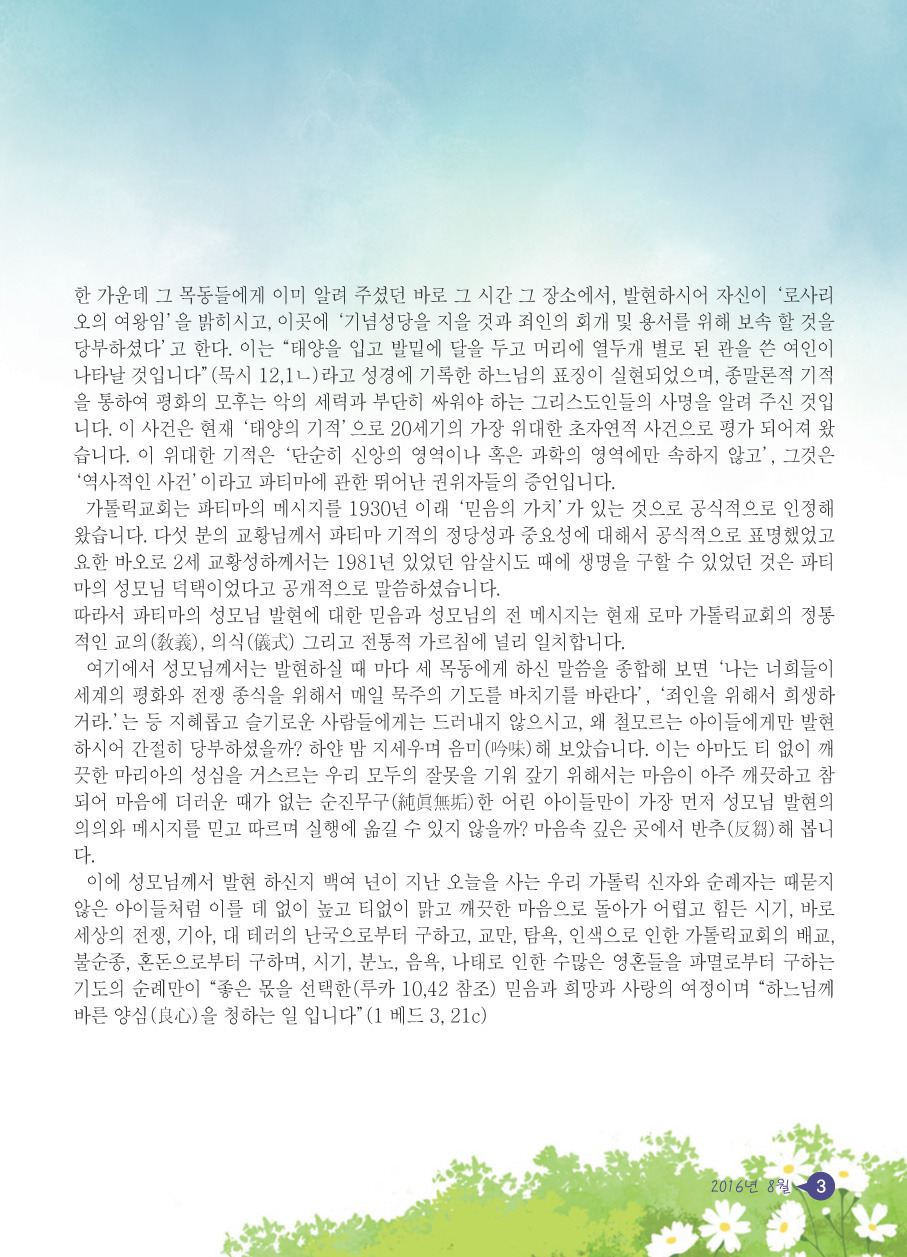 한 가운데 그 목동들에게 이미 알려 주셨던 바로 그 시간 그 장소에서, 발현하시어 자신이 ‘로사리
오의 여왕임’을 밝히시고, 이곳에 ‘기념성당을 지을 것과 죄인의 회개 및 용서를 위해 보속 할 것을
당부하셨다’고 한다. 이는 “태양을 입고 발밑에 달을 두고 머리에 열두개 별로 된 관을 쓴 여인이
나타날 것입니다”(묵시 12,1ㄴ)라고 성경에 기록한 하느님의 표징이 실현되었으며, 종말론적 기적
을 통하여 평화의 모후는 악의 세력과 부단히 싸워야 하는 그리스도인들의 사명을 알려 주신 것입
니다. 이 사건은 현재 ‘태양의 기적’으로 20세기의 가장 위대한 초자연적 사건으로 평가 되어져 왔
습니다. 이 위대한 기적은 ‘단순히 신앙의 영역이나 혹은 과학의 영역에만 속하지 않고’, 그것은
‘역사적인 사건’이라고 파티마에 관한 뛰어난 권위자들의 증언입니다.
가톨릭교회는 파티마의 메시지를 1930년 이래 ‘믿음의 가치’가 있는 것으로 공식적으로 인정해
왔습니다. 다섯 분의 교황님께서 파티마 기적의 정당성과 중요성에 대해서 공식적으로 표명했었고
요한 바오로 2세 교황성하께서는 1981년 있었던 암살시도 때에 생명을 구할 수 있었던 것은 파티
마의 성모님 덕택이었다고 공개적으로 말씀하셨습니다.
따라서 파티마의 성모님 발현에 대한 믿음과 성모님의 전 메시지는 현재 로마 가톨릭교회의 정통
적인 교의(敎義), 의식(儀式) 그리고 전통적 가르침에 널리 일치합니다.
여기에서 성모님께서는 발현하실 때 마다 세 목동에게 하신 말씀을 종합해 보면 ‘나는 너희들이
세계의 평화와 전쟁 종식을 위해서 매일 묵주의 기도를 바치기를 바란다’, ‘죄인을 위해서 희생하
거라.’는 등 지혜롭고 슬기로운 사람들에게는 드러내지 않으시고, 왜 철모르는 아이들에게만 발현
하시어 간절히 당부하셨을까? 하얀 밤 지세우며 음미(吟味)해 보았습니다. 이는 아마도 티 없이 깨
끗한 마리아의 성심을 거스르는 우리 모두의 잘못을 기워 갚기 위해서는 마음이 아주 깨끗하고 참
되어 마음에 더러운 때가 없는 순진무구(純眞無垢)한 어린 아이들만이 가장 먼저 성모님 발현의
의의와 메시지를 믿고 따르며 실행에 옮길 수 있지 않을까? 마음속 깊은 곳에서 반추(反芻)해 봅니
다.
이에 성모님께서 발현 하신지 백여 년이 지난 오늘을 사는 우리 가톨릭 신자와 순례자는 때묻지
않은 아이들처럼 이를 데 없이 높고 티없이 맑고 깨끗한 마음으로 돌아가 어렵고 힘든 시기, 바로
세상의 전쟁, 기아, 대 테러의 난국으로부터 구하고, 교만, 탐욕, 인색으로 인한 가톨릭교회의 배교,
불순종, 혼돈으로부터 구하며, 시기, 분노, 음욕, 나태로 인한 수많은 영혼들을 파멸로부터 구하는
기도의 순례만이 “좋은 몫을 선택한(루카 10,42 참조) 믿음과 희망과 사랑의 여정이며 “하느님께
바른 양심(良心)을 청하는 일 입니다”(1 베드 3, 21c)
2016년 8월 3